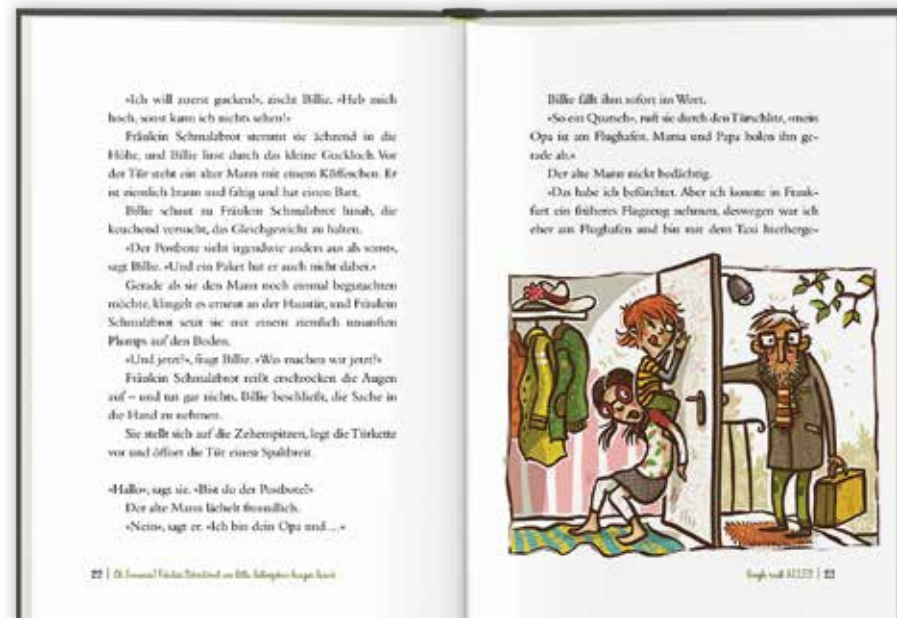 «Ich will zuerst gucken!», zischt Billie. «Heb mich
hoch, sonst kann ich nichts sehen!»
Fräulein Schmalzbrot stemmt sie ächzend in die
Höhe, und Billie linst durch das kleine Guckloch. Vor
der Tür steht ein alter Mann mit einem Köfferchen. Er
ist ziemlich braun und faltig und hat einen Bart.
Billie schaut zu Fräulein Schmalzbrot hinab, die
keuchend versucht, das Gleichgewicht zu halten.
«Der Postbote sieht irgendwie anders aus als sonst»,
sagt Billie. «Und ein Paket hat er auch nicht dabei.»
Gerade als sie den Mann noch einmal begutachten
möchte, klingelt es erneut an der Haustür, und Fräulein
Schmalzbrot setzt sie mit einem ziemlich unsanften
Plumps auf den Boden.
«Und jetzt?», fragt Billie. «Was machen wir jetzt?»
Fräulein Schmalzbrot reißt erschrocken die Augen
auf – und tut gar nichts. Billie beschließt, die Sache in
die Hand zu nehmen.
Sie stellt sich auf die Zehenspitzen, legt die Türkette
vor und öffnet die Tür einen Spaltbreit.
«Hallo», sagt sie. «Bist du der Postbote?»
Der alte Mann lächelt freundlich.
«Nein», sagt er. «Ich bin dein Opa und ...»
22
Billie fällt ihm sofort ins Wort.
«So ein Quatsch», ruft sie durch den Türschlitz, «mein
Opa ist am Flughafen. Mama und Papa holen ihn ge-
rade ab.»
Der alte Mann nickt bedächtig.
«Das habe ich befürchtet. Aber ich konnte in Frank-
furt ein früheres Flugzeug nehmen, deswegen war ich
eher am Flughafen und bin mit dem Taxi hierherge-
23